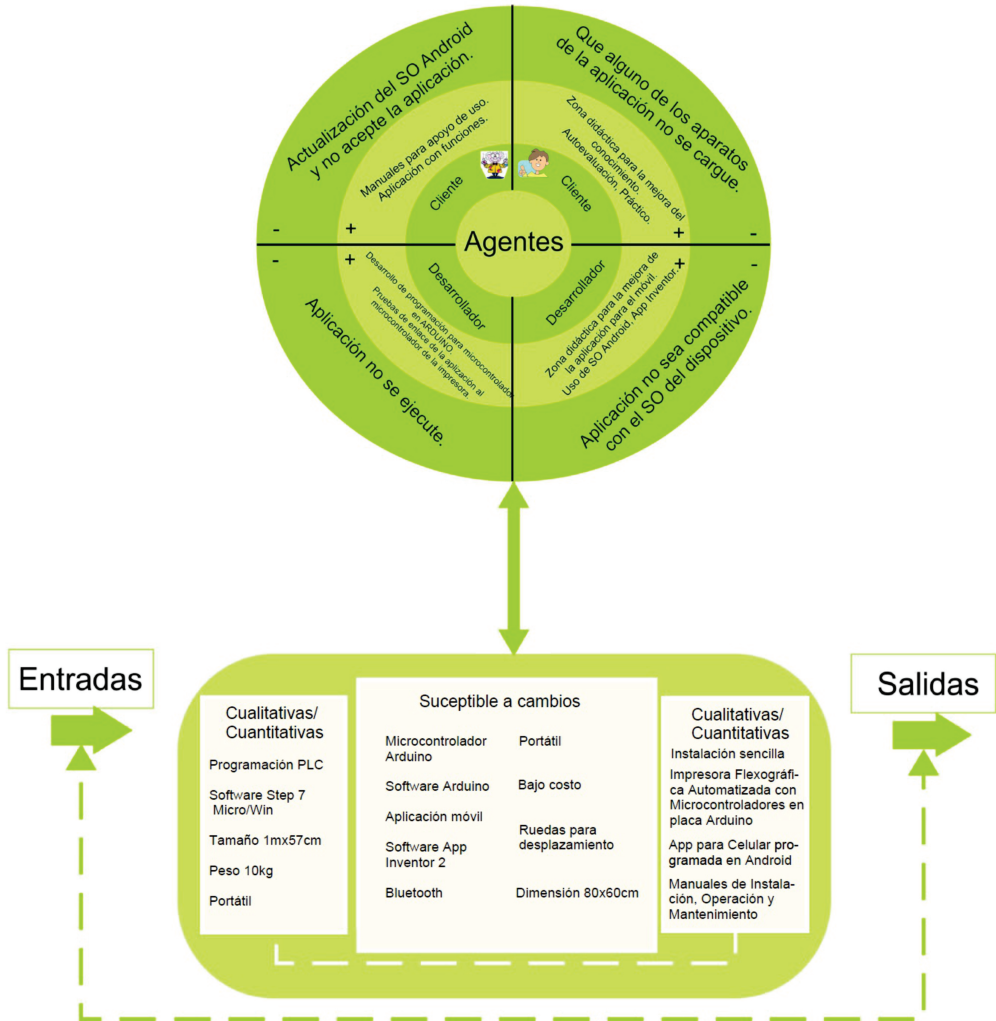 Actualización del SO Android
y no acepte la aplicación.
Manuales para apoyo de uso.
Aplicación con funciones.
Cliente
-
+
Que alguno de los aparatos
de la aplicación no se cargue.
Zona didáctica para la mejora del
conocimiento.
Autoevaluación, Práctico.
Cliente
+
-
Agentes
-
+
Desarrollador
Desarrollo de programación para microcontrolador
en ARDUINO.
Pruebas de enlace de la aplización al
microcontrolador de la impresora.
Aplicación no se ejecute.
+
-
Desarrollador
Zona didáctica para la mejora de
la aplicación para el móvil.
Uso de SO Android, App Inventor.
Aplicación no sea compatible
con el SO del dispositivo.
Entradas
Cualitativas/
Cuantitativas
Programación PLC
Software Step 7
Micro/Win
Tamaño 1mx57cm
Peso 10kg
Portátil
Suceptible a cambios
Microcontrolador
Arduino
Software Arduino
Aplicación móvil
Software App
Inventor 2
Bluetooth
Portátil
Bajo costo
Ruedas para
desplazamiento
Dimensión 80x60cm
Cualitativas/
Cuantitativas
Instalación sencilla
Impresora Flexográfi-
ca Automatizada con
Microcontroladores en
placa Arduino
App para Celular programada en Android
Manuales de Instala-
ción, Operación y
Mantenimiento
Salidas